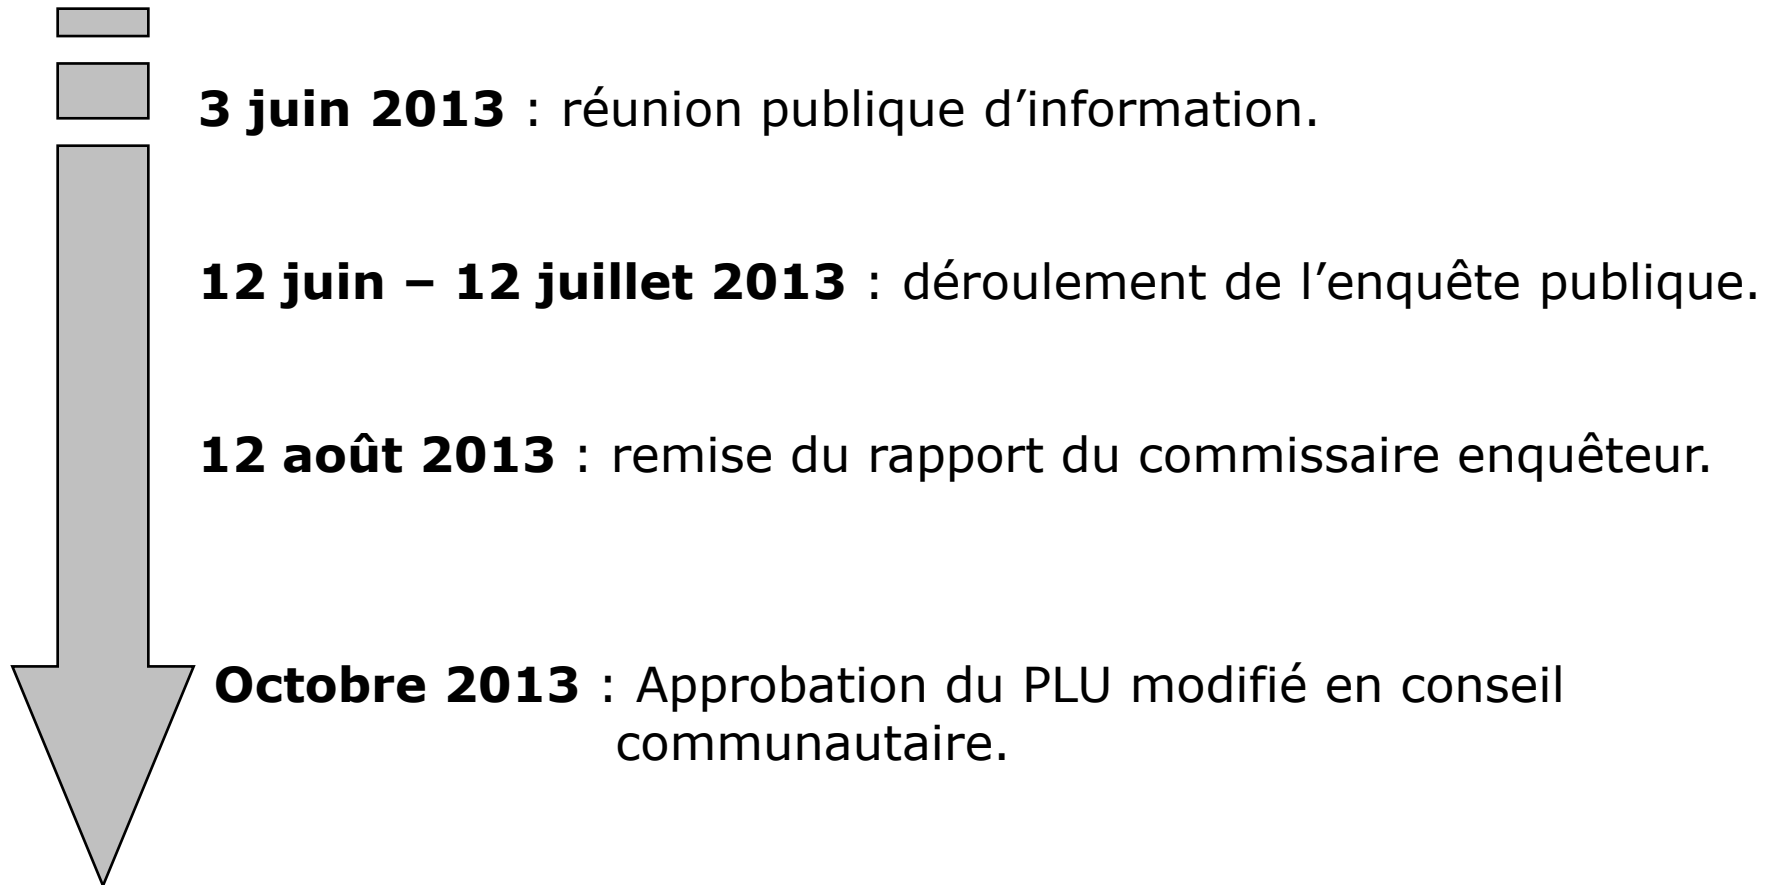 3 juin 2013 : réunion publique d’information.
12 juin – 12 juillet 2013 : déroulement de l’enquête publique.
12 août 2013 : remise du rapport du commissaire enquêteur.
Octobre 2013 : Approbation du PLU modifié en conseil
communautaire.